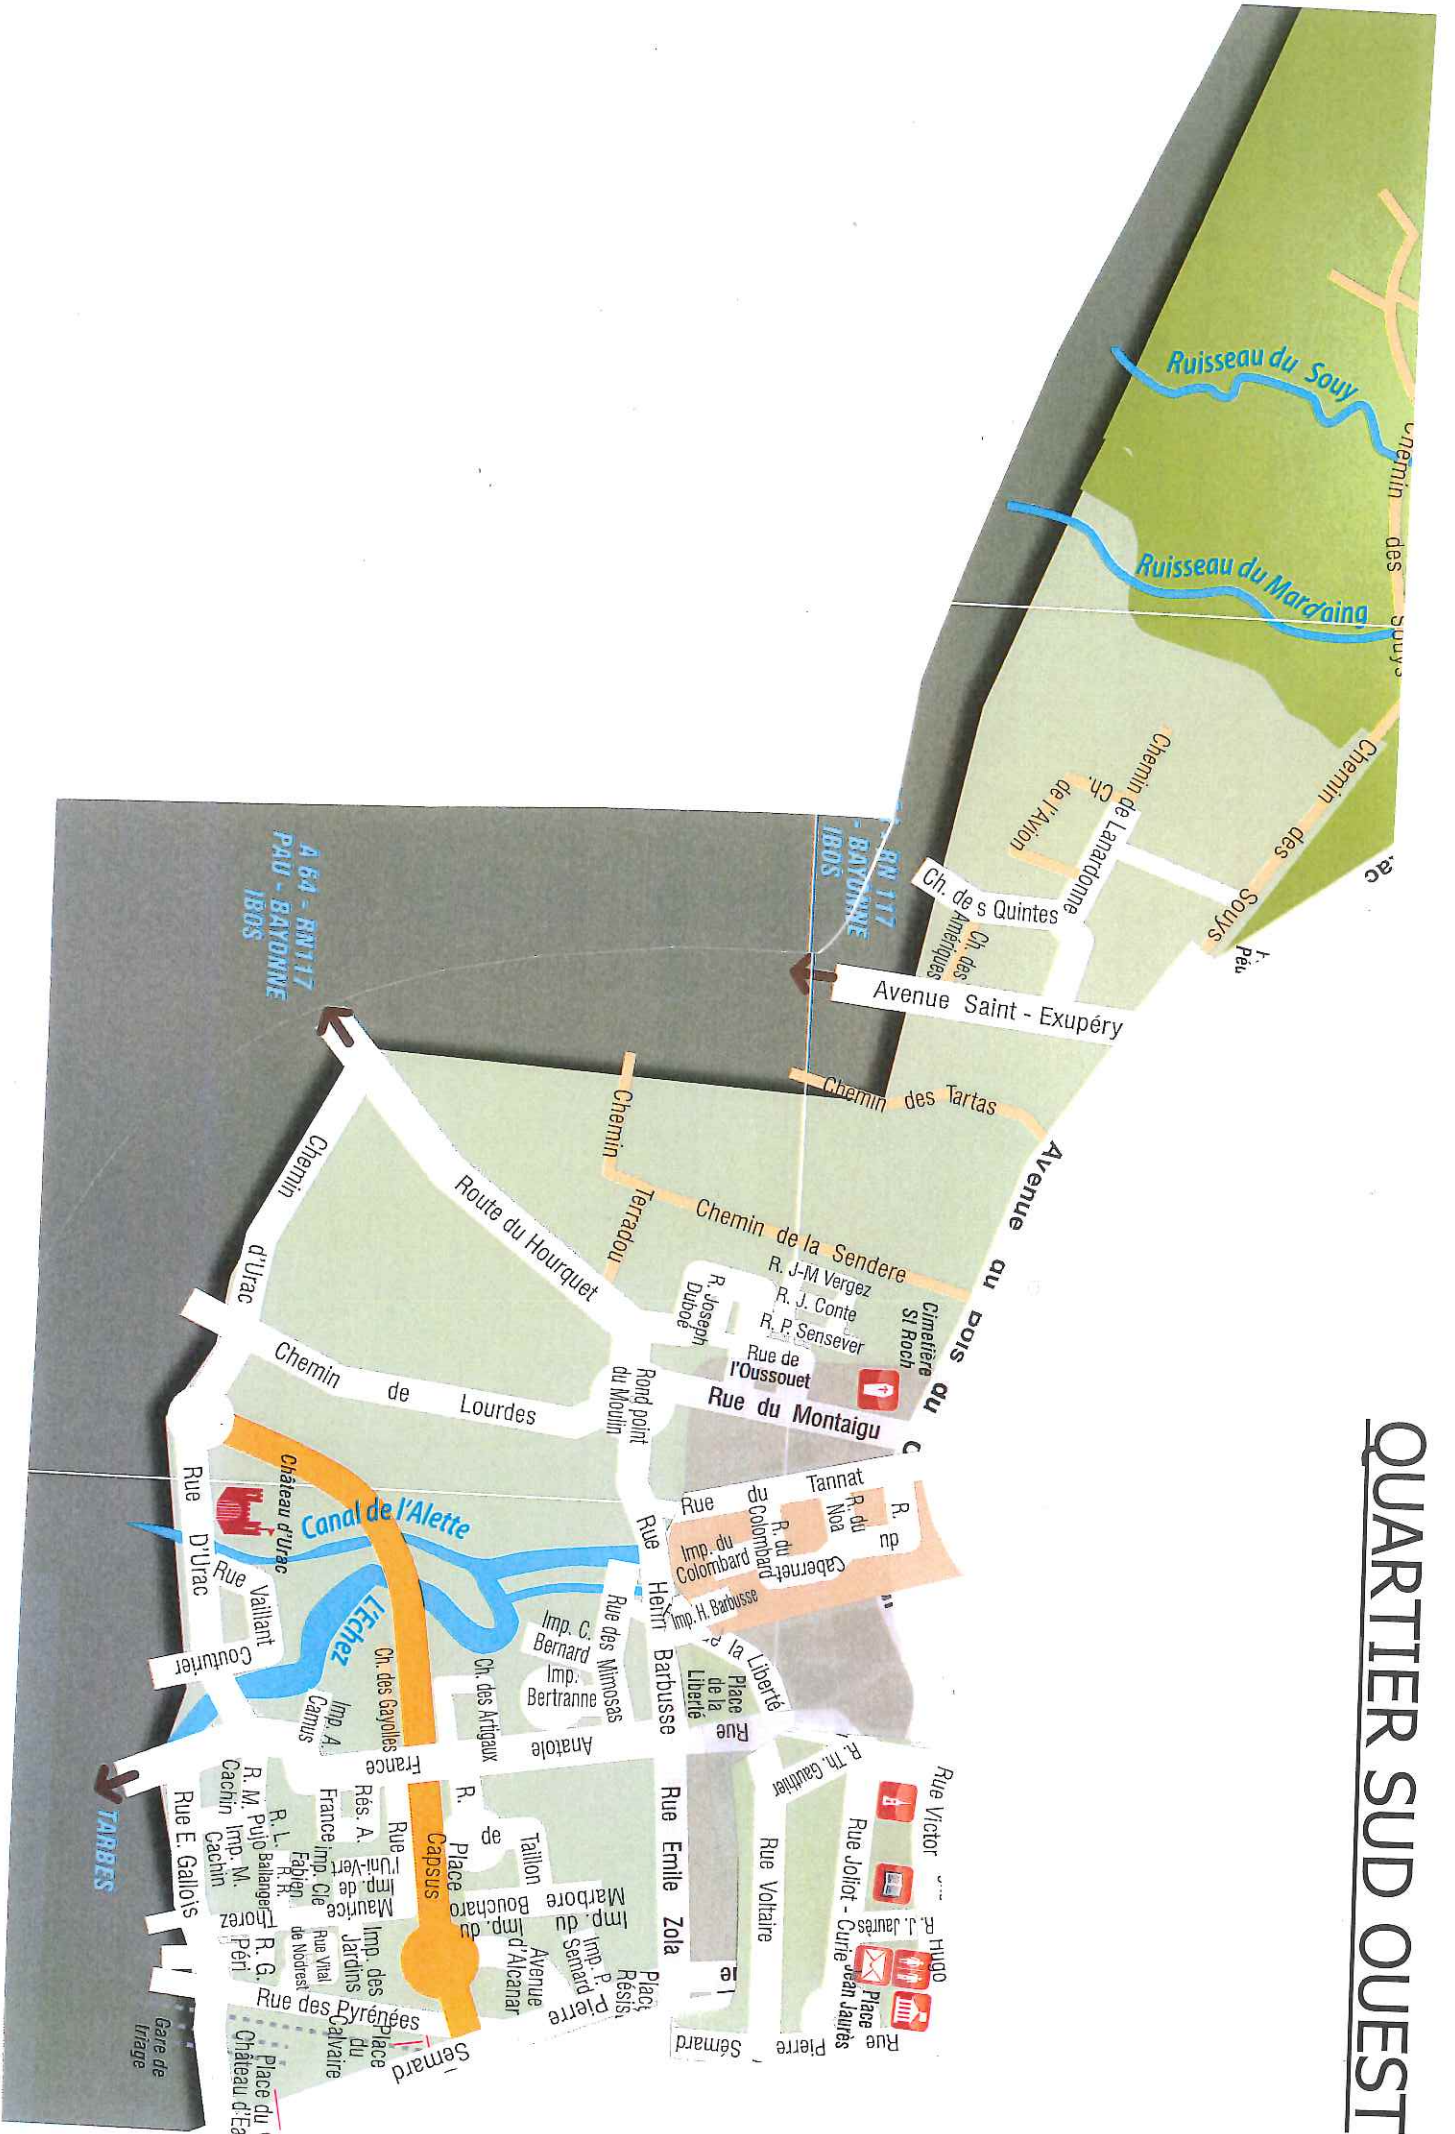 QUARTIER SUD OUEST
Ruisseau du Souy
Chemin des Souys
Ruisseau du Mardaing
Chemin des Souys
Chemin de Lanardonne
Ch. de l'Avion
Ch. des Quintes
Ch. des
Amériques
Avenue Saint - Exupéry
RN 117
- BAYONNE
IBOS
A 64 - RN117
PAU - BAYONNE
IBOS
Chemin des Tartas
Avenue du Bois du
Chemin Terradou
Chemin de la Sendere
Route du Hourquet
Chemin d'Urac
R. J-M Vergez
R. J. Conte
R. P. Sensever
R. Joseph
Duboé
Rue de
l'Oussouet
Cimetière
St Roch
Rue du Montaigu
Rond point
du Moulin
Chemin de Lourdes
Rue du Tannat
R. du
Noa
R. du
Cabernet
R. du
Colombard
Imp. du
Colombard
Imp. H. Barbusse
Rue Henri Barbusse
de la Liberté
Place
de la
Liberté
Rue
Anatole
France
Château d'Urac
Canal de l'Alette
Rue D'Urac
Rue Vaillant
Couturier
L'Echez
Rue des Mimosas
Imp. C.
Bernard
Imp.
Bertranne
Ch. des Artigaux
Ch. des Gayolles
Imp. A.
Camus
R. Th. Gauthier
Rue Victor Hugo
Rue Joliot - Curie
R. J. Jaurès
Place
Jean Jaurès
Rue Voltaire
Rue Emile Zola
Rue
Pierre
Sémard
R. de
Taillon
Place
Capsus
Imp. du
Marbore
Imp. du
Boucharo
Imp. P.
Semard
Avenue
d'Alcanar
Pierre
Sémard
Rés. A.
France
Rue
Maurice
Thorez
Imp. de
l'Uni-Vert
Imp. Cle
Fabien
R. R.
R. L.
Ballanger
R. M. Pujo
Cachin
Imp. M.
Cachin
Rue E. Gallois
R. G.
Péri
Rue Vital
de Nodrest
Imp. des
Jardins
Rue des Pyrénées
Place
du
Calvaire
Place du
Gare de
triage
TARBES